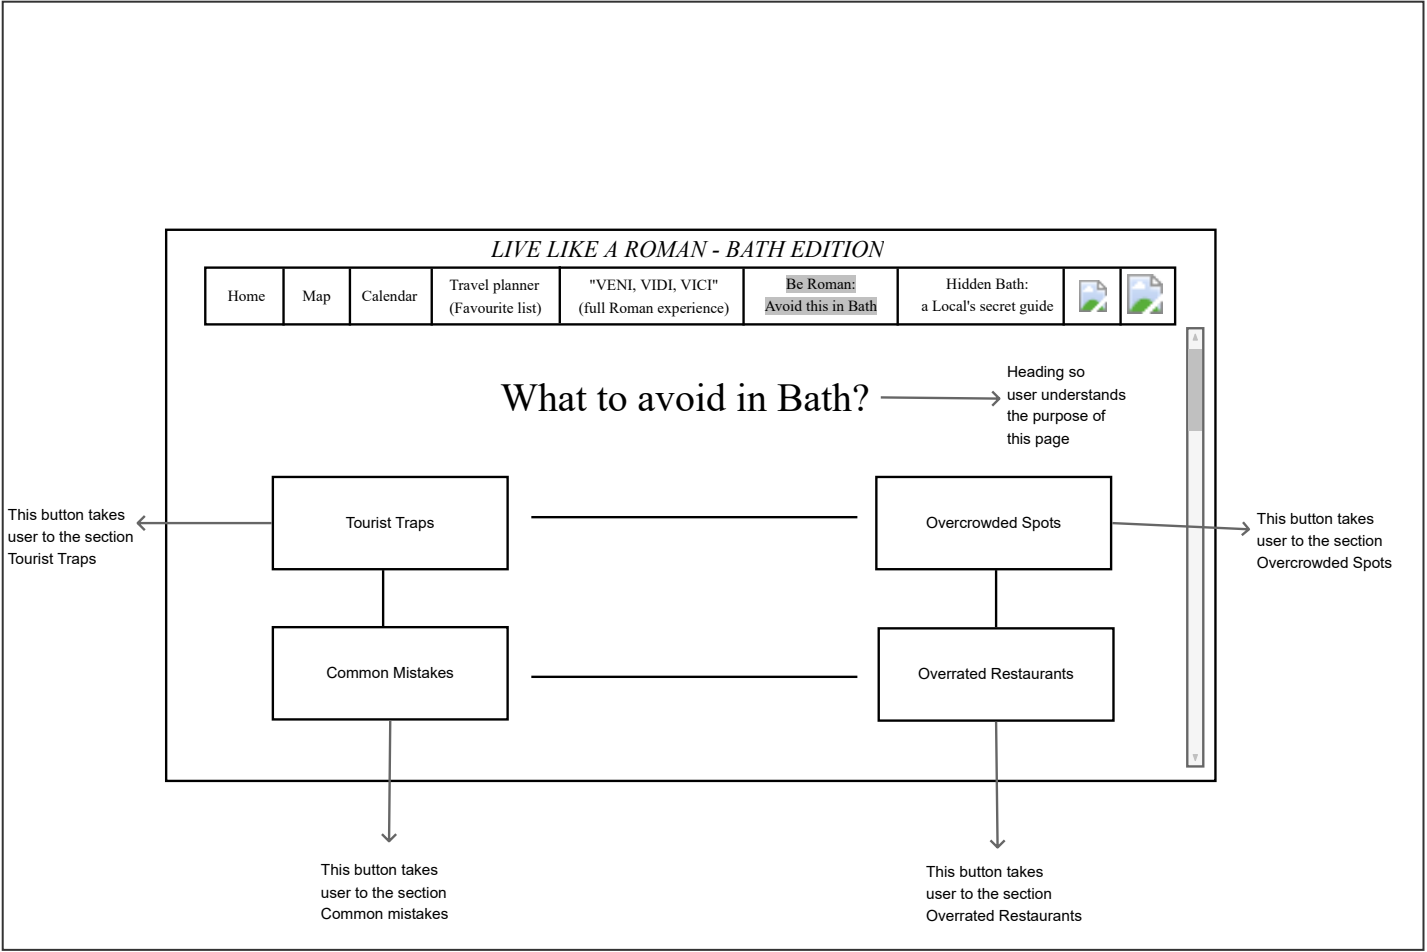 LIVE LIKE A ROMAN - BATH EDITION
Home
Map
Calendar
Travel planner
(Favourite list)
"VENI, VIDI, VICI"
(full Roman experience)
Be Roman:
Avoid this in Bath
Hidden Bath:
a Local's secret guide
What to avoid in Bath?
Heading so
user understands
the purpose of
this page
This button takes
user to the section
Tourist Traps
Tourist Traps
Overcrowded Spots
This button takes
user to the section
Overcrowded Spots
Common Mistakes
Overrated Restaurants
This button takes
user to the section
Common mistakes
This button takes
user to the section
Overrated Restaurants